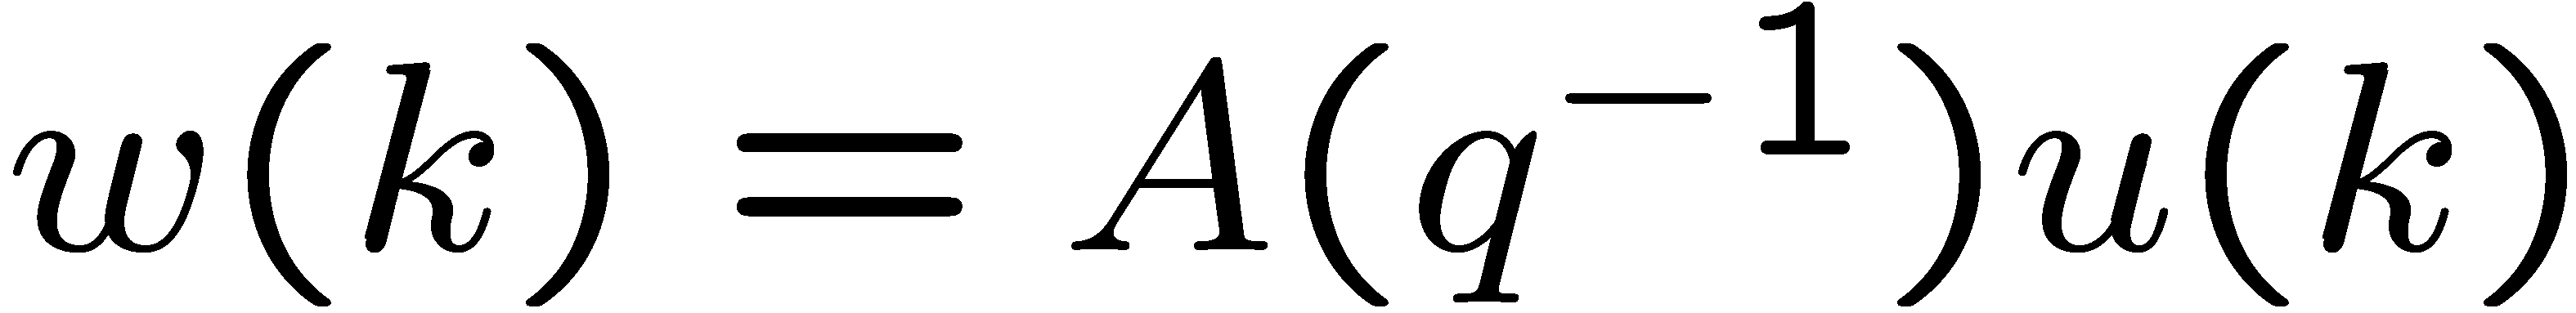 w(k) = A(q⁻¹)u(k)